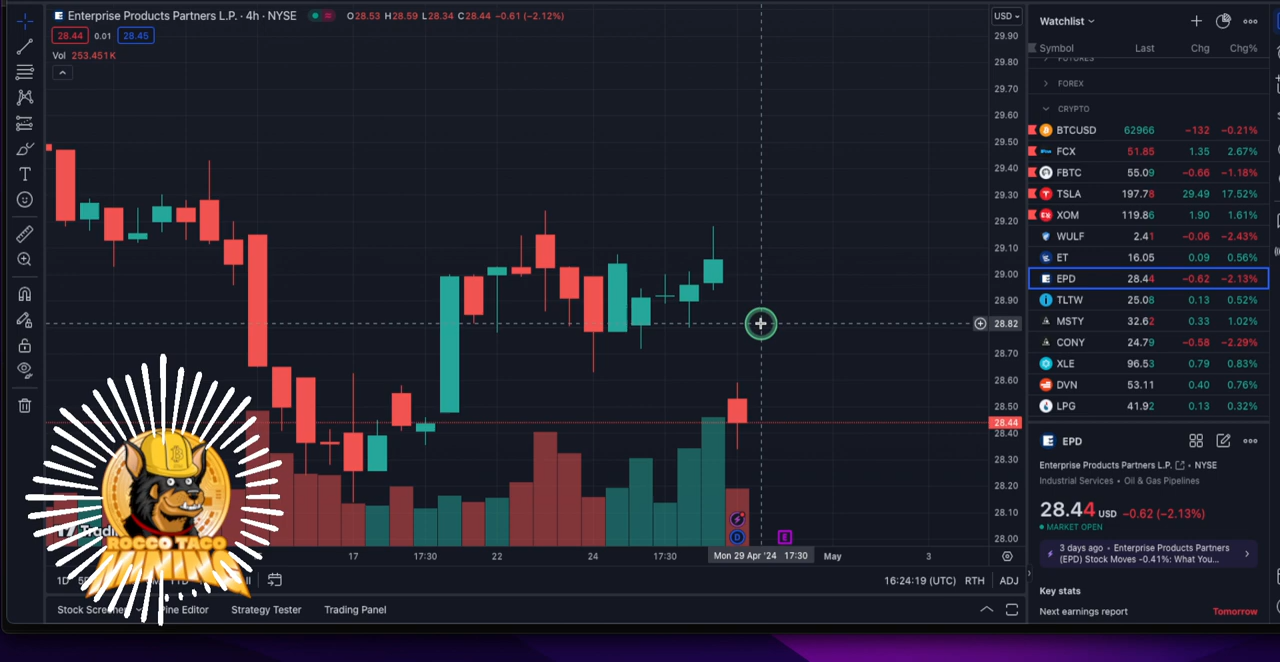 Enterprise Products Partners L.P. · 4h · NYSE O28.53 H28.59 L28.34 C28.44 −0.61 (−2.12%)
28.44 0.01 28.45
Vol 253.451K
USD
29.90
29.80
29.70
29.60
29.50
29.40
29.30
29.20
29.10
29.00
28.90
28.82
28.70
28.60
28.50
28.44
28.40
28.30
28.20
28.10
28.00
17 17:30 22 24 17:30 Mon 29 Apr '24 17:30 May 3
D
E
1D
16:24:19 (UTC) RTH ADJ
Stock Screener Pine Editor Strategy Tester Trading Panel
ROCCO TACO
MINING
Watchlist
Symbol Last Chg Chg%
FUTURES
FOREX
CRYPTO
BTCUSD 62966 −132 −0.21%
FCX 51.85 1.35 2.67%
FBTC 55.09 −0.66 −1.18%
TSLA 197.78 29.49 17.52%
XOM 119.86 1.90 1.61%
WULF 2.41 −0.06 −2.43%
ET 16.05 0.09 0.56%
EPD 28.44 −0.62 −2.13%
TLTW 25.08 0.13 0.52%
MSTY 32.62 0.33 1.02%
CONY 24.79 −0.58 −2.29%
XLE 96.53 0.79 0.83%
DVN 53.11 0.40 0.76%
LPG 41.92 0.13 0.32%
EPD
Enterprise Products Partners L.P. • NYSE
Industrial Services • Oil & Gas Pipelines
28.44 USD −0.62 (−2.13%)
MARKET OPEN
3 days ago • Enterprise Products Partners
(EPD) Stock Moves -0.41%: What You...
Key stats
Next earnings report Tomorrow